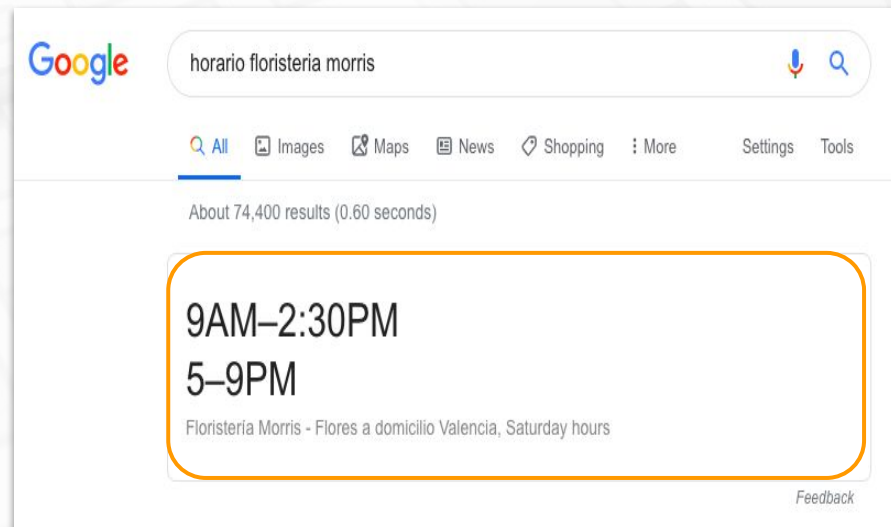 Google
horario floristeria morris
All Images Maps News Shopping More Settings Tools
About 74,400 results (0.60 seconds)
9AM–2:30PM
5–9PM
Floristería Morris - Flores a domicilio Valencia, Saturday hours
Feedback